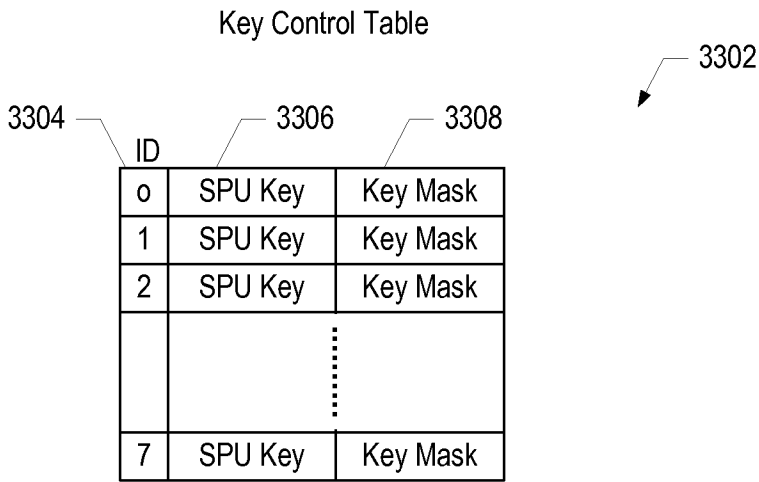 Key Control Table
3302
3304
3306
3308
ID
o SPU Key Key Mask
1 SPU Key Key Mask
2 SPU Key Key Mask
7 SPU Key Key Mask